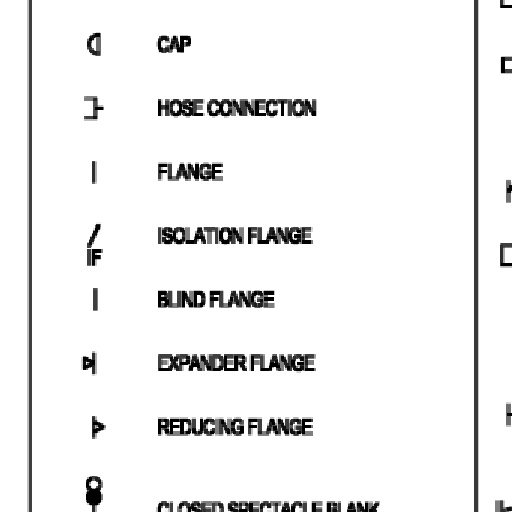 CAP
HOSE CONNECTION
FLANGE
ISOLATION FLANGE
IF
BLIND FLANGE
EXPANDER FLANGE
REDUCING FLANGE
CLOSED SPECTACLE BLANK